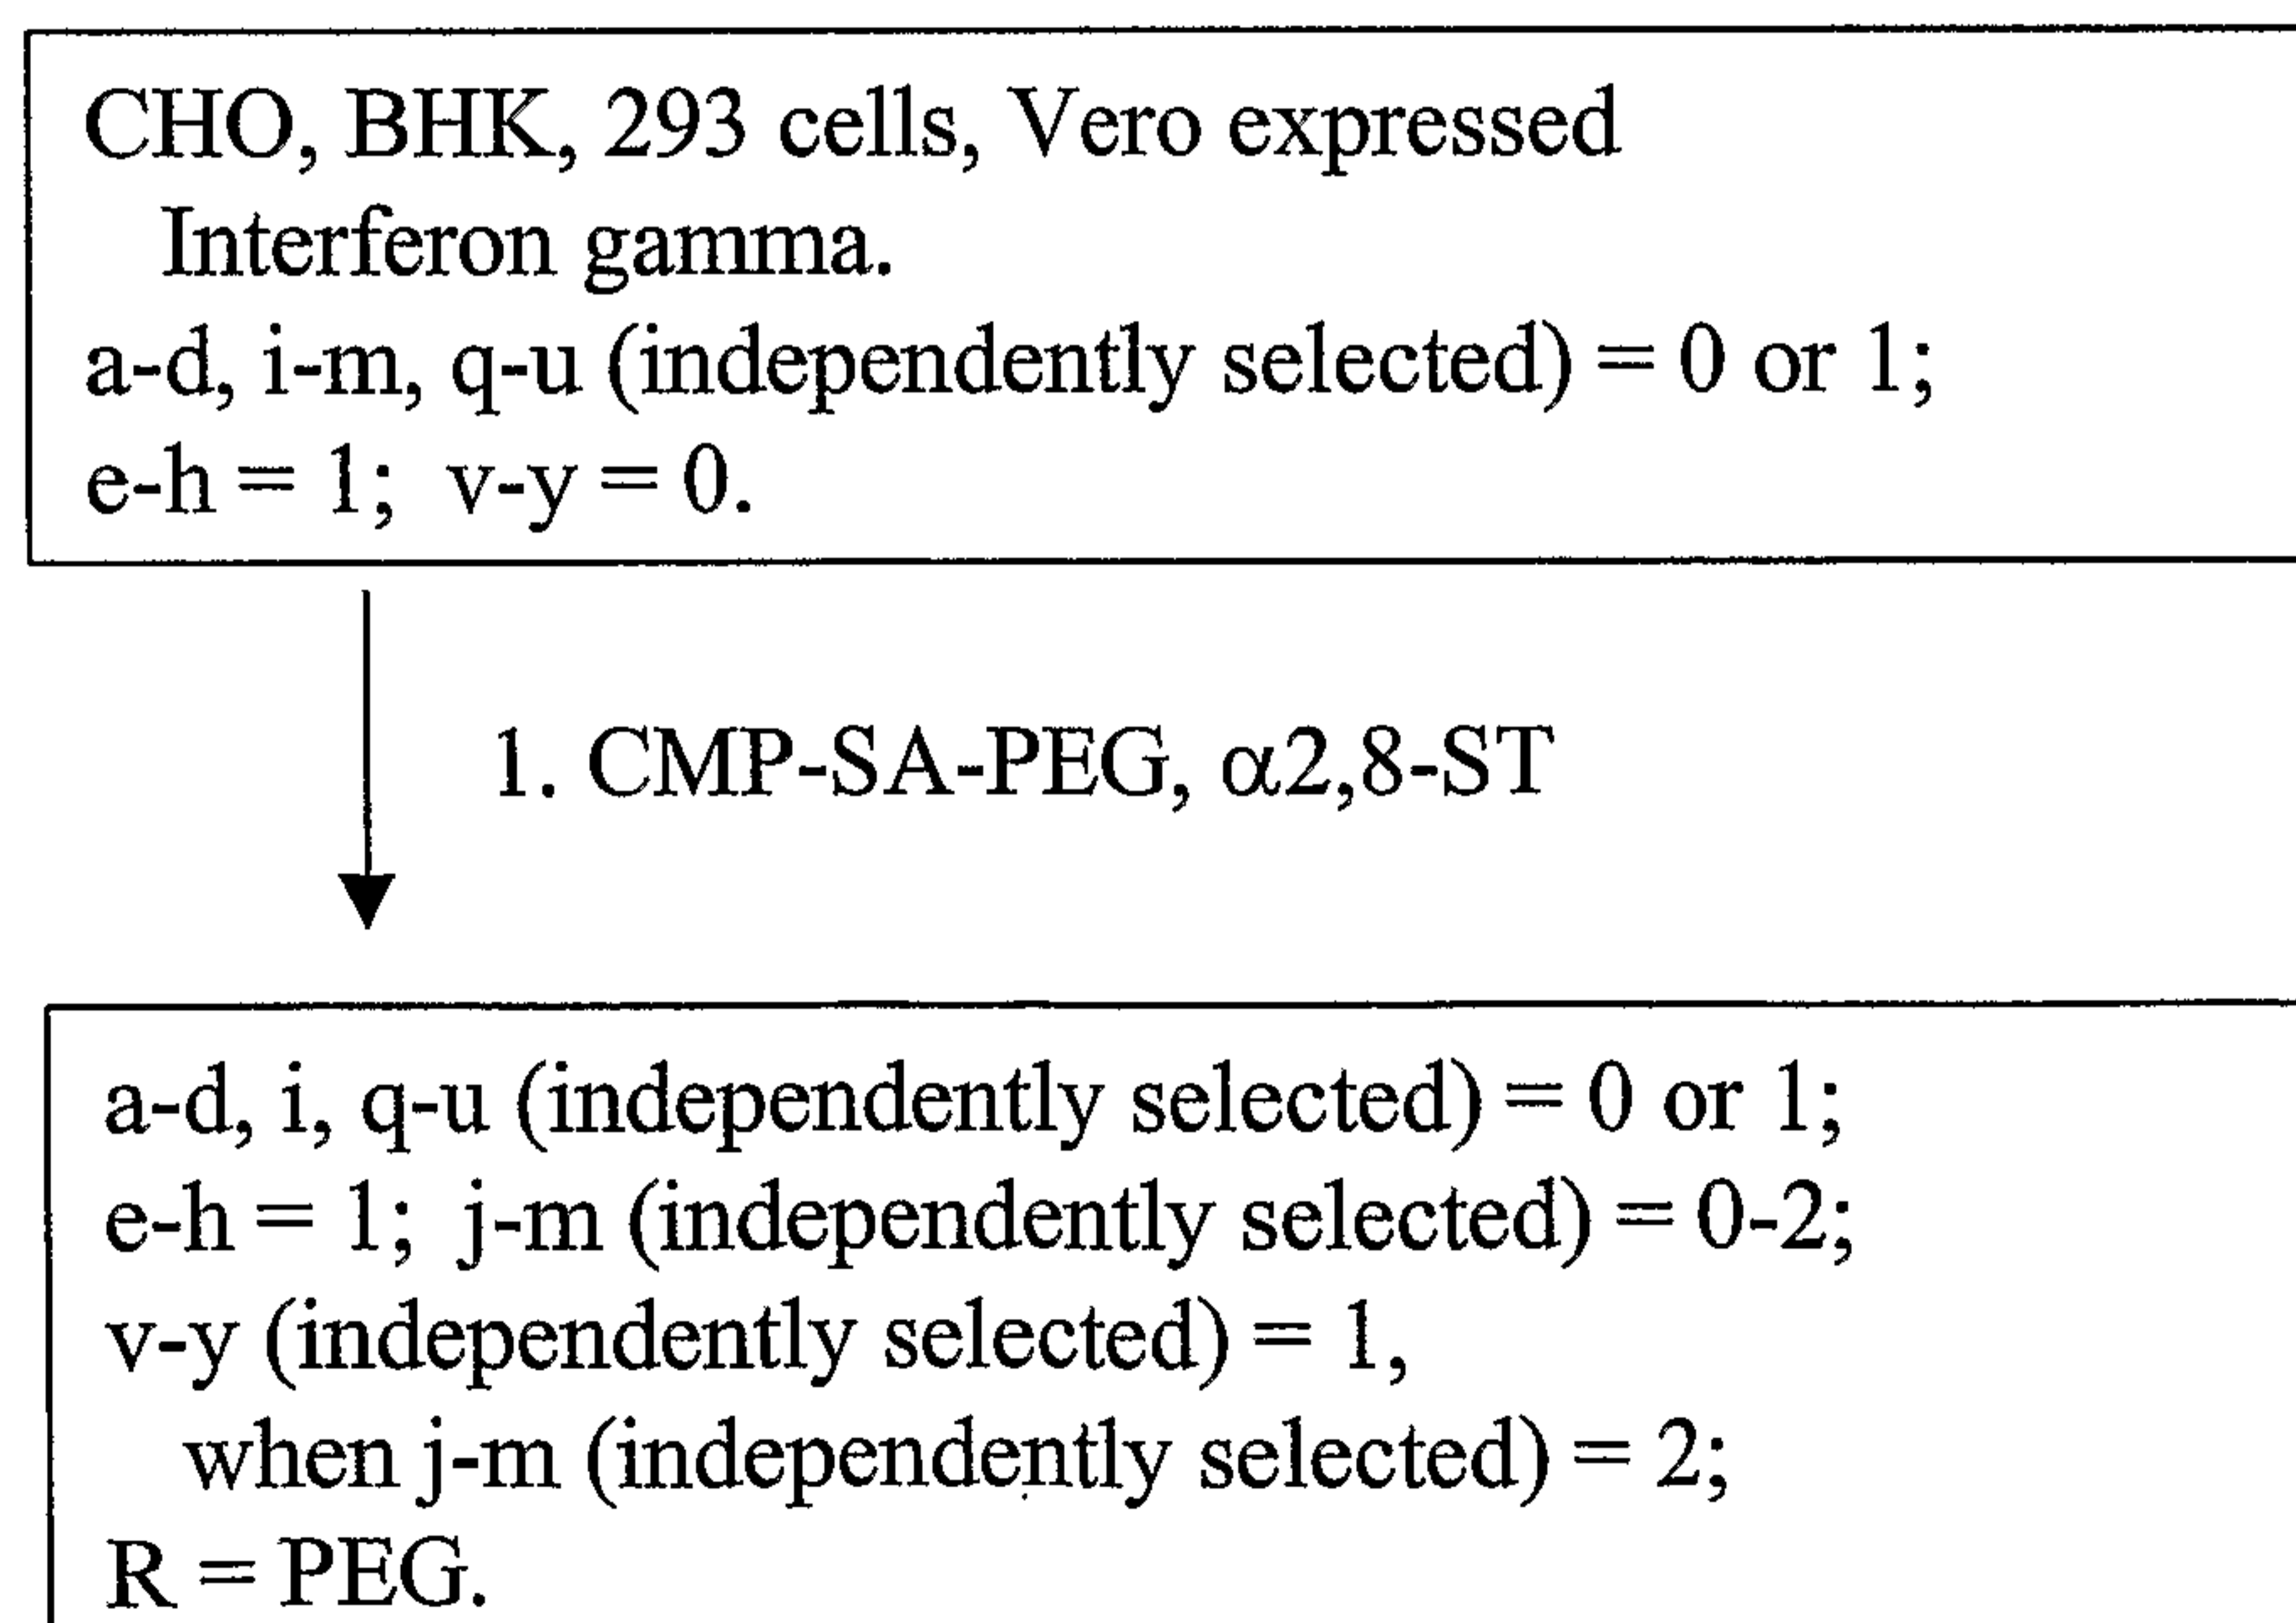 CHO, BHK, 293 cells, Vero expressed
Interferon gamma.
a-d, i-m, q-u (independently selected) = 0 or 1;
e-h = 1; v-y = 0.
1. CMP-SA-PEG, α2,8-ST
a-d, i, q-u (independently selected) = 0 or 1;
e-h = 1; j-m (independently selected) = 0-2;
v-y (independently selected) = 1,
when j-m (independently selected) = 2;
R = PEG.